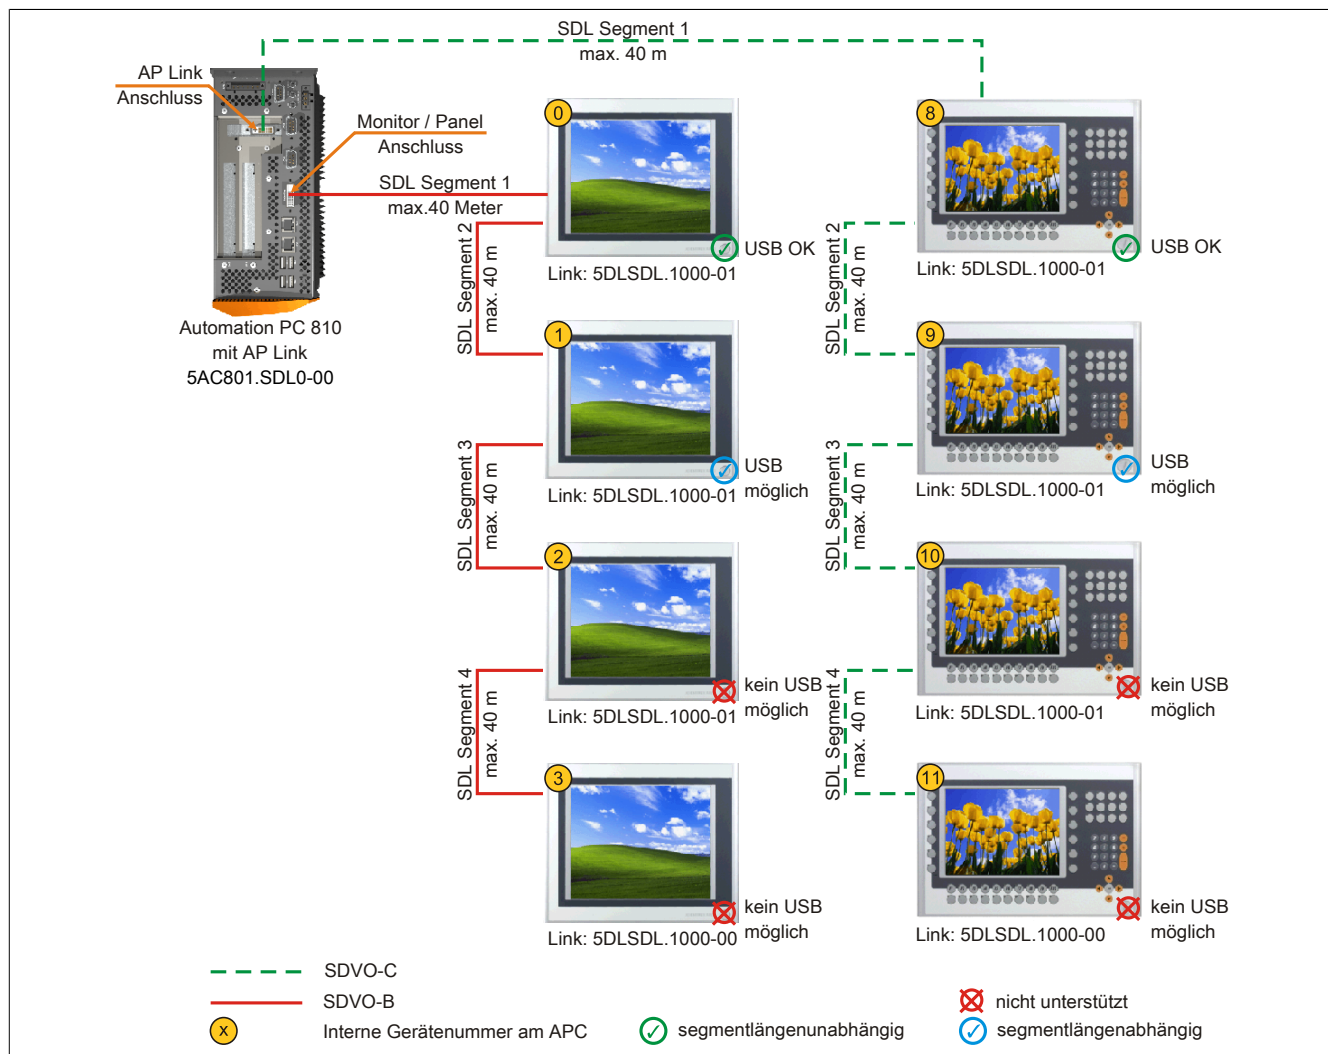 SDL Segment 1
max. 40 m
AP Link
Anschluss
Monitor / Panel
Anschluss
SDL Segment 1
max.40 Meter
Automation PC 810
mit AP Link
5AC801.SDL0-00
0
USB OK
Link: 5DLSDL.1000-01
SDL Segment 2
max. 40 m
1
USB
möglich
Link: 5DLSDL.1000-01
SDL Segment 3
max. 40 m
2
kein USB
möglich
Link: 5DLSDL.1000-01
SDL Segment 4
max. 40 m
3
kein USB
möglich
Link: 5DLSDL.1000-00
8
USB OK
Link: 5DLSDL.1000-01
SDL Segment 2
max. 40 m
9
USB
möglich
Link: 5DLSDL.1000-01
SDL Segment 3
max. 40 m
10
kein USB
möglich
Link: 5DLSDL.1000-01
SDL Segment 4
max. 40 m
11
kein USB
möglich
Link: 5DLSDL.1000-00
SDVO-C
SDVO-B
nicht unterstützt
x
Interne Gerätenummer am APC
segmentlängenunabhängig
segmentlängenabhängig